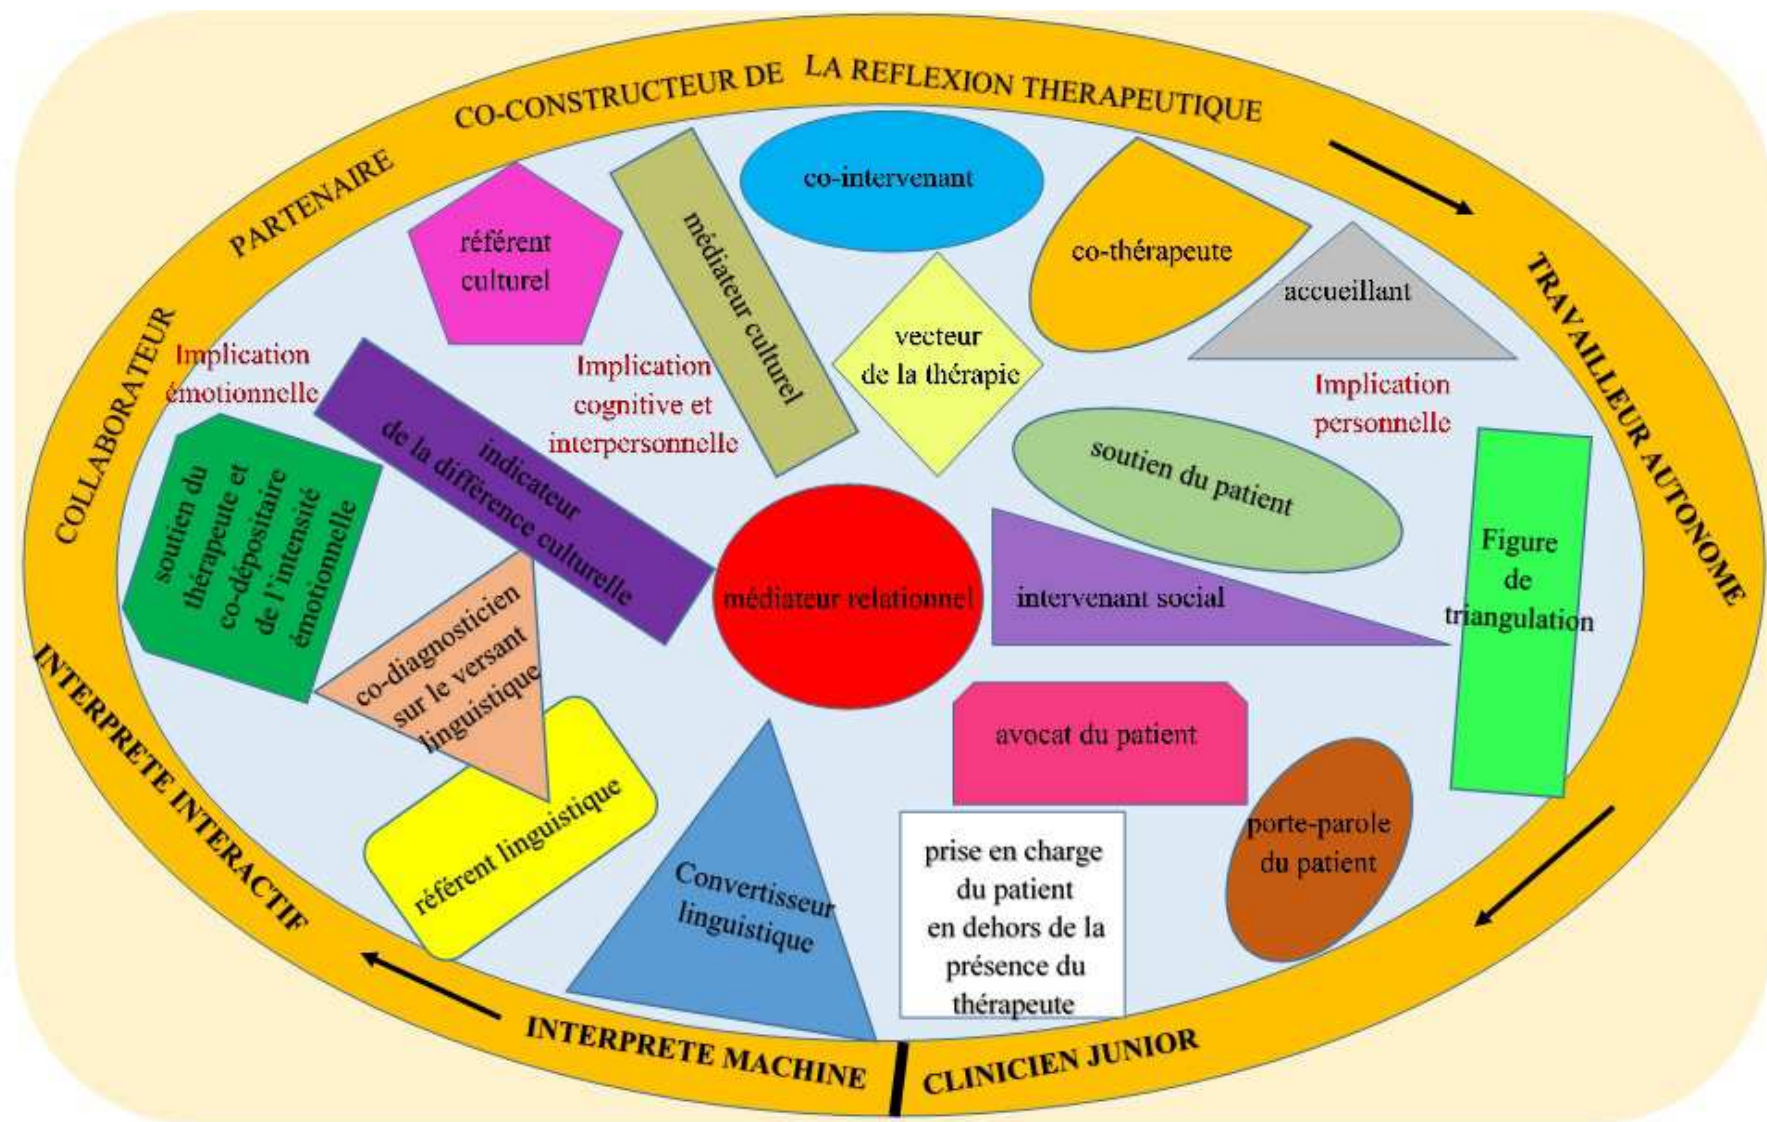 CO-CONSTRUCTEUR DE LA REFLEXION THERAPEUTIQUE
PARTENAIRE
COLLABORATEUR
TRAVAILLEUR AUTONOME
INTERPRETE INTERACTIF
INTERPRETE MACHINE
CLINICIEN JUNIOR
co-intervenant
référent
culturel
médiateur culturel
co-thérapeute
accueillant
vecteur
de la thérapie
Implication
émotionnelle
Implication
cognitive et
interpersonnelle
Implication
personnelle
indicateur
de la différence culturelle
soutien du patient
soutien du
thérapeute et
co-dépositaire
de l'intensité
émotionnelle
Figure
de
triangulation
médiateur relationnel
intervenant social
co-diagnosticien
sur le versant
linguistique
avocat du patient
référent linguistique
Convertisseur
linguistique
prise en charge
du patient
en dehors de la
présence du
thérapeute
porte-parole
du patient